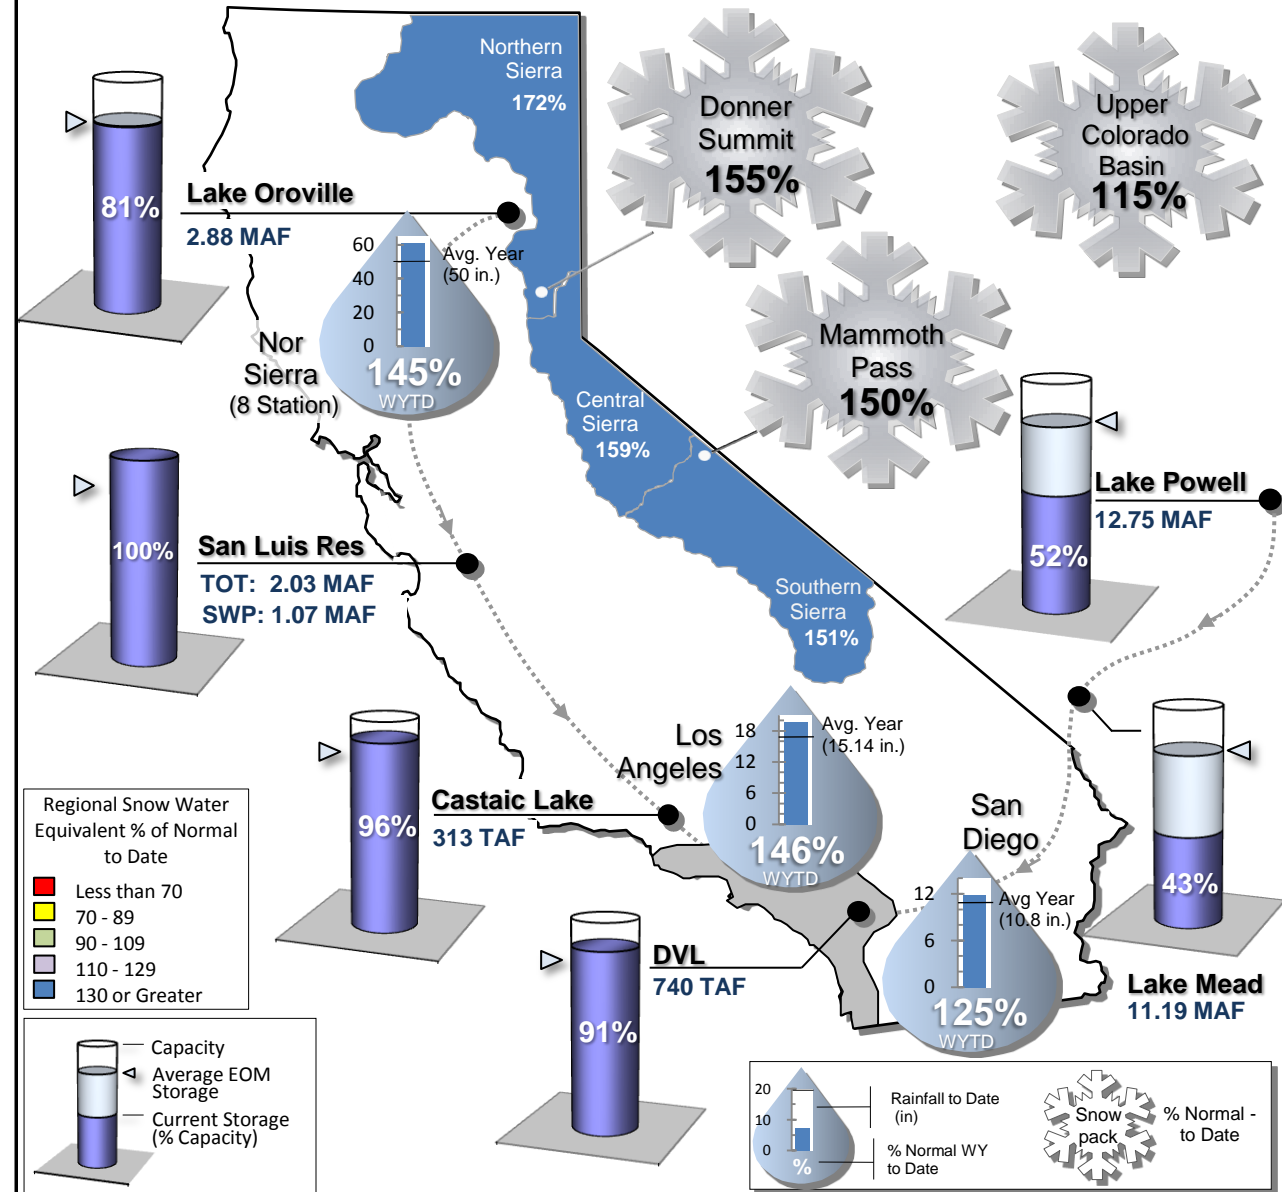 Northern
Sierra
172%
Donner
Summit
155%
Upper
Colorado
Basin
115%
81%
Lake Oroville
2.88 MAF
60
40
20
0
Avg. Year
(50 in.)
145%
WYTD
Nor
Sierra
(8 Station)
Mammoth
Pass
150%
Central
Sierra
159%
Lake Powell
12.75 MAF
52%
100%
San Luis Res
TOT: 2.03 MAF
SWP: 1.07 MAF
Southern
Sierra
151%
Los
Angeles
18
12
6
0
Avg. Year
(15.14 in.)
146%
WYTD
96%
Castaic Lake
313 TAF
San
Diego
12
6
0
Avg Year
(10.8 in.)
125%
WYTD
43%
Lake Mead
11.19 MAF
DVL
740 TAF
91%
Regional Snow Water
Equivalent % of Normal
to Date
Less than 70
70 - 89
90 - 109
110 - 129
130 or Greater
Capacity
Average EOM
Storage
Current Storage
(% Capacity)
20
10
0
%
Rainfall to Date
(in)
% Normal WY
to Date
Snow
pack
% Normal -
to Date